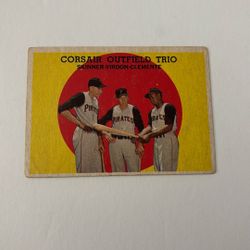 CORSAIR OUTFIELD TRIO
SKINNER-VIRDON-CLEMENTE
PIRATES
PIRATES
PIRATES